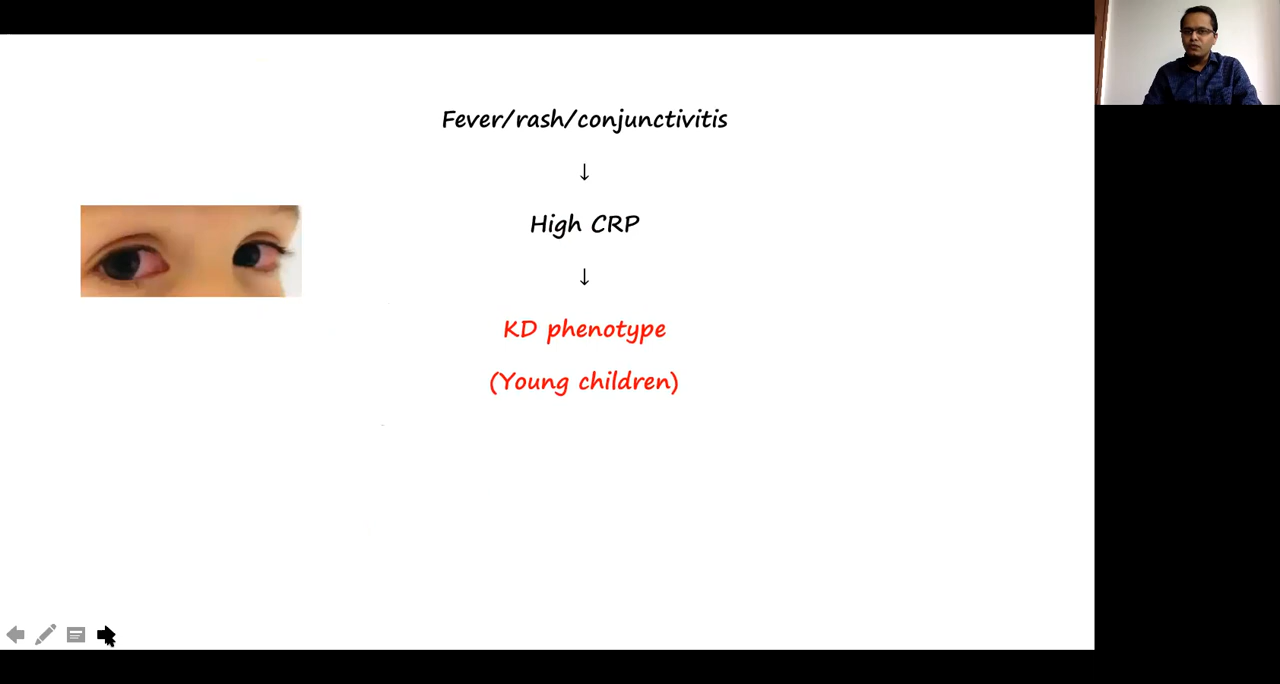 Fever/rash/conjunctivitis
↓
High CRP
↓
KD phenotype
(Young children)